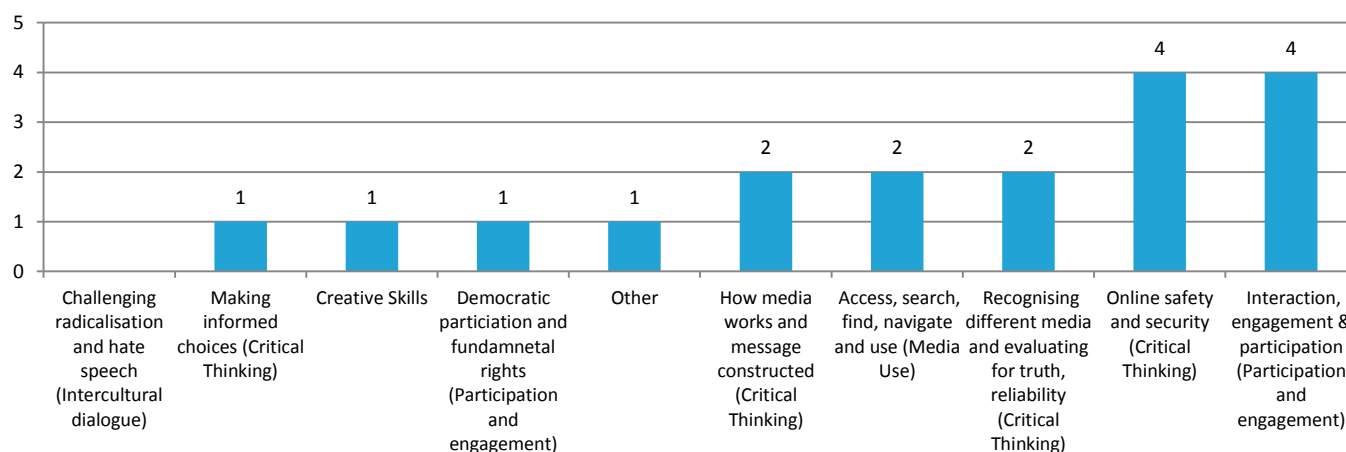 5
4
3
2
1
0
1
1
1
1
2
2
2
4
4
Challenging
radicalisation
and hate
speech
(Intercultural
dialogue)
Making
informed
choices (Critical
Thinking)
Creative Skills
Democratic
particiation and
fundamnetal
rights
(Participation
and
engagement)
Other
How media
works and
message
constructed
(Critical
Thinking)
Access, search,
find, navigate
and use (Media
Use)
Recognising
different media
and evaluating
for truth,
reliability
(Critical
Thinking)
Online safety
and security
(Critical
Thinking)
Interaction,
engagement &
participation
(Participation
and
engagement)